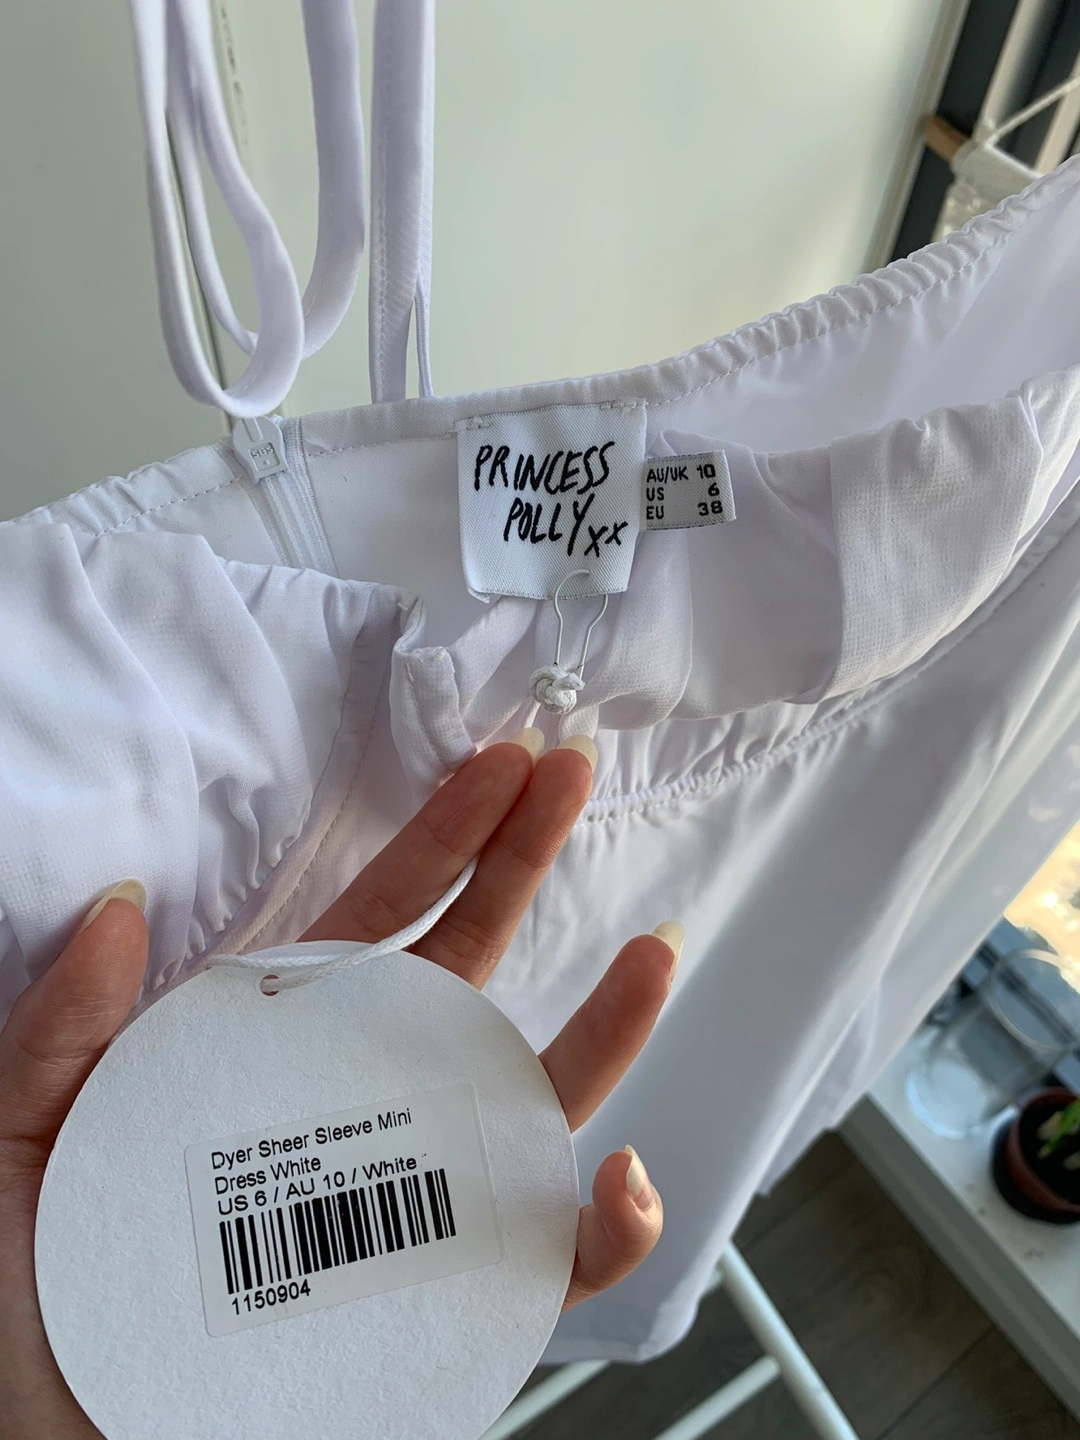 PRINCESS
POLLY xx
AU/UK 10
US 6
EU 38
Dyer Sheer Sleeve Mini
Dress White
US 6 / AU 10 / White
1150904